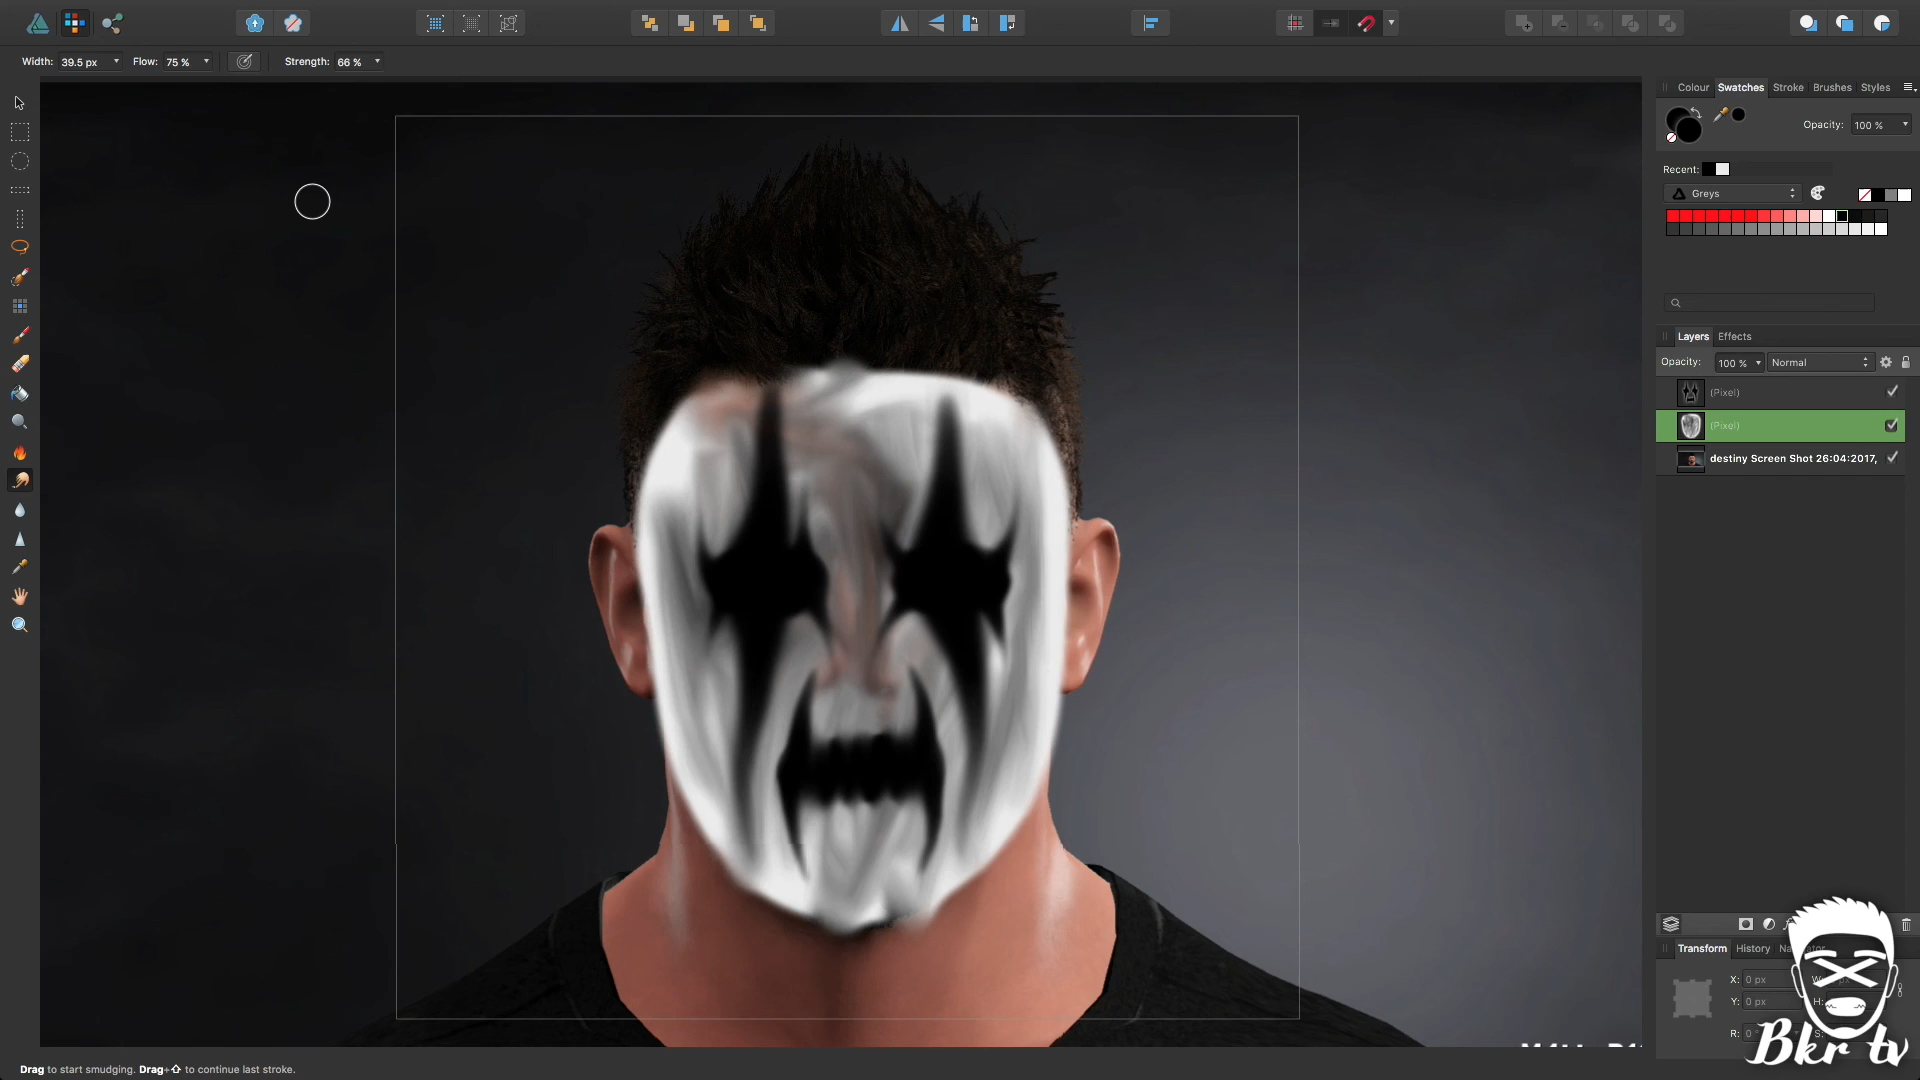 Width: 39.5 px Flow: 75 % Strength: 66 %
Colour Swatches Stroke Brushes Styles
Opacity: 100 %
Recent:
Greys
Layers Effects
Opacity: 100 % Normal
(Pixel)
(Pixel)
destiny Screen Shot 26:04:2017,
Transform History
X: 0 px
Y: 0 px
H:
R:
S:
Bkr tv
Drag to start smudging. Drag+⇧ to continue last stroke.